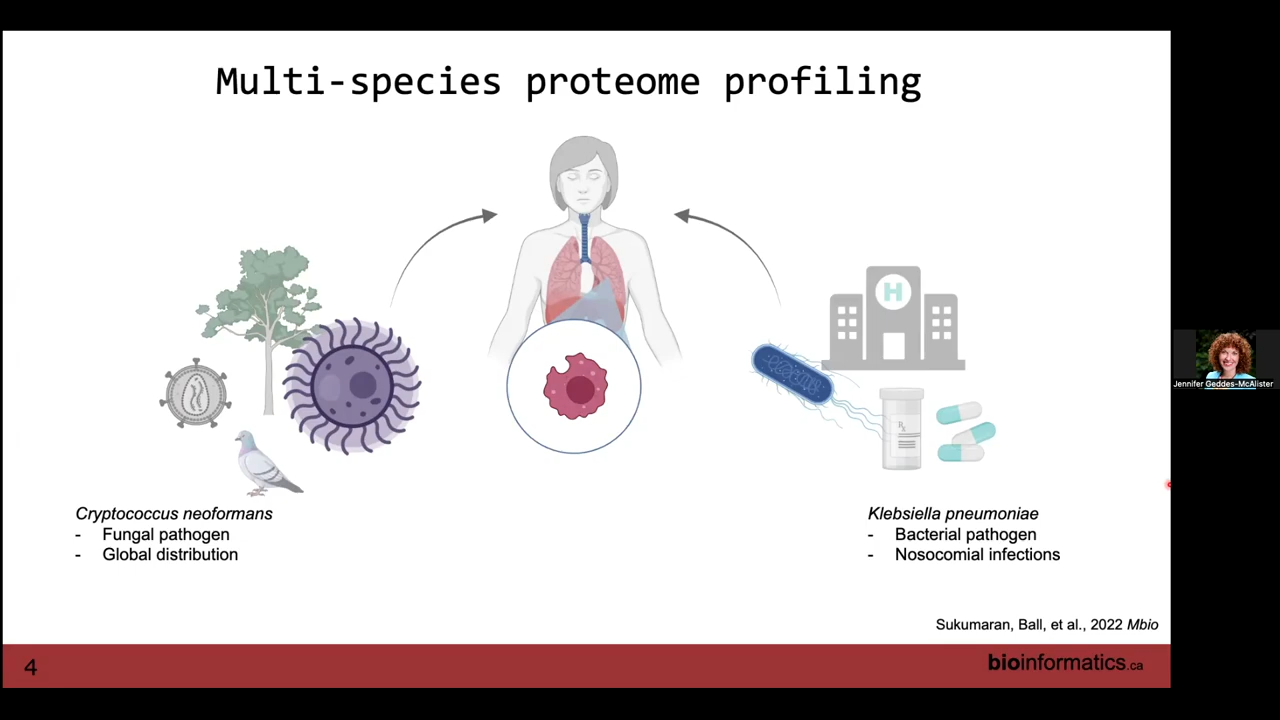 Multi-species proteome profiling
H
Rx
Cryptococcus neoformans
- Fungal pathogen
- Global distribution
Klebsiella pneumoniae
- Bacterial pathogen
- Nosocomial infections
Sukumaran, Ball, et al., 2022 Mbio
4
bioinformatics.ca
Jennifer Geddes-McAlister